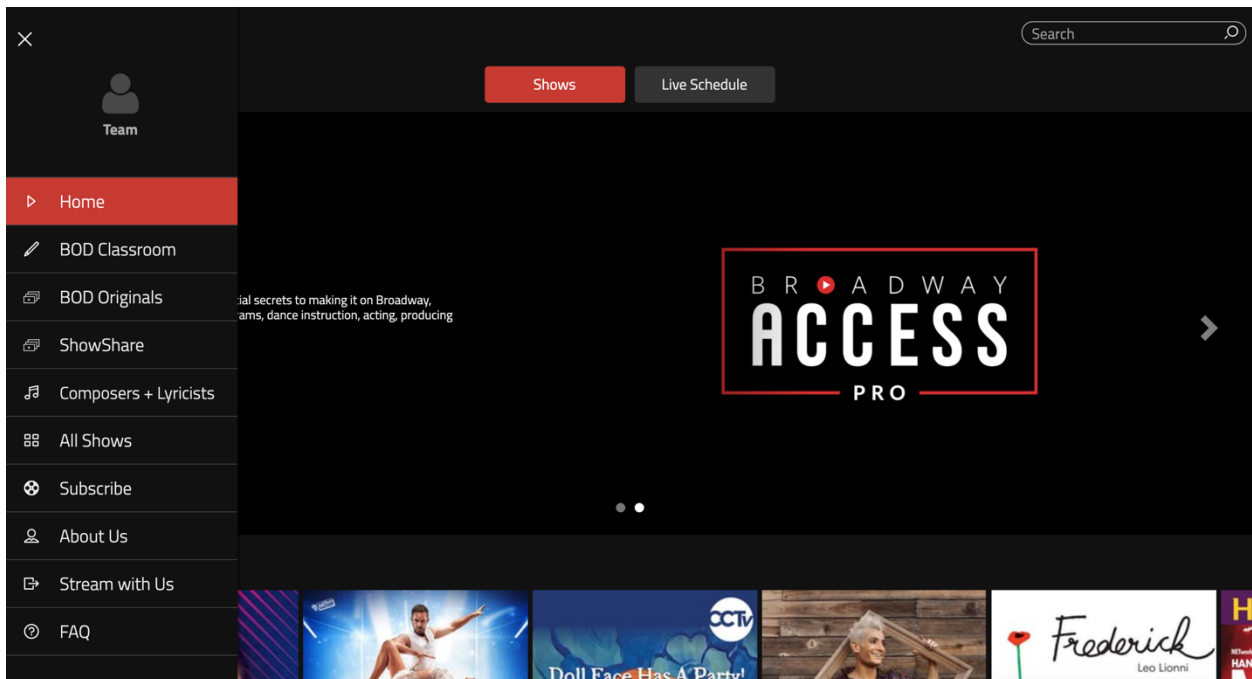 Search
Shows
Live Schedule
Team
Home
BOD Classroom
BOD Originals
ShowShare
Composers + Lyricists
All Shows
Subscribe
About Us
Stream with Us
FAQ
secrets to making it on Broadway,
dance instruction, acting, producing
BROADWAY
ACCESS
PRO
CCTV
Doll Face Has A Party!
Frederick
Leo Lionni
H
HAN